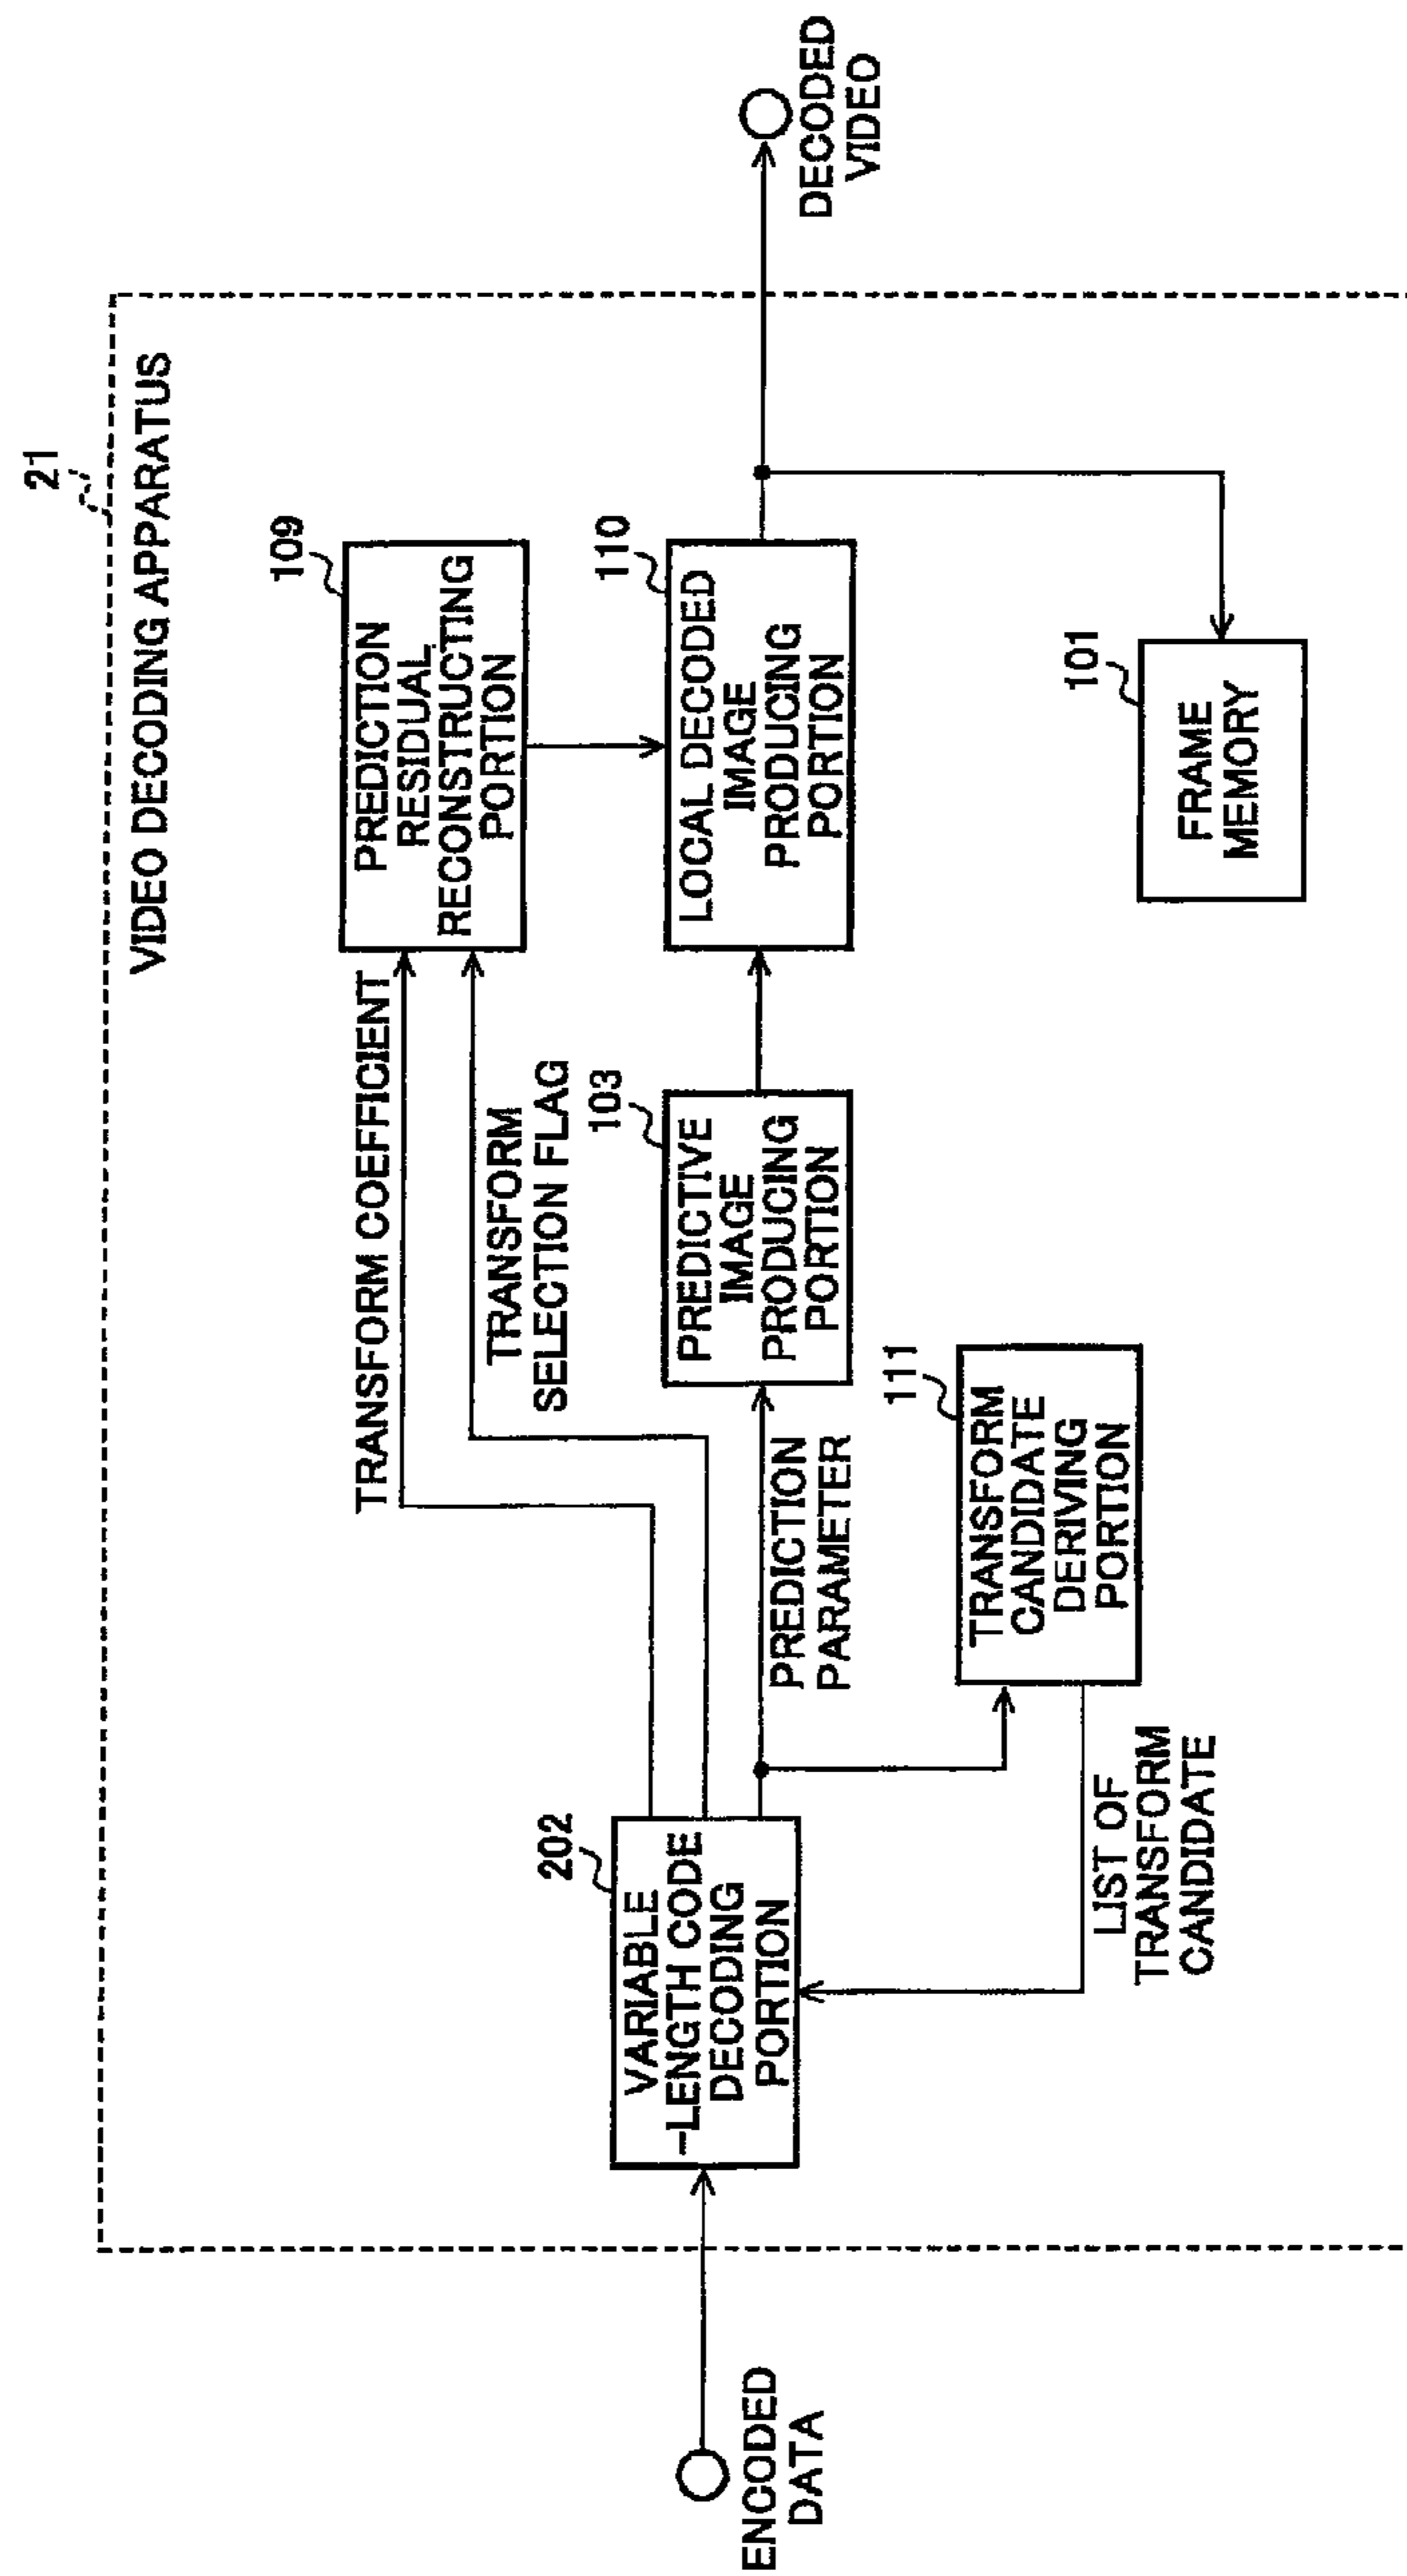 21
VIDEO DECODING APPARATUS
109
PREDICTION
RESIDUAL
RECONSTRUCTING
PORTION
TRANSFORM COEFFICIENT
TRANSFORM
SELECTION FLAG
202
VARIABLE
-LENGTH CODE
DECODING
PORTION
103
PREDICTIVE
IMAGE
PRODUCING
PORTION
110
LOCAL DECODED
IMAGE
PRODUCING
PORTION
ENCODED
DATA
PREDICTION
PARAMETER
DECODED
VIDEO
111
TRANSFORM
CANDIDATE
DERIVING
PORTION
101
FRAME
MEMORY
LIST OF
TRANSFORM
CANDIDATE